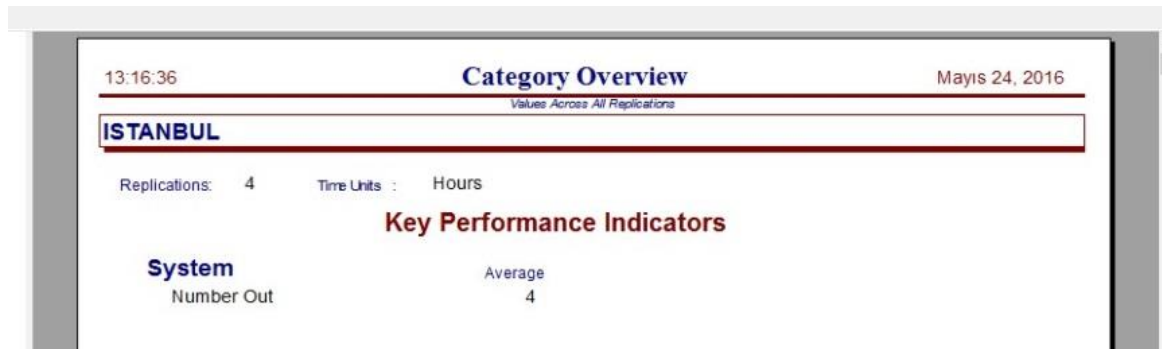 13:16:36 Category Overview Mayıs 24, 2016
Values Across All Replications
ISTANBUL
Replications: 4 Time Units : Hours
Key Performance Indicators
System Average
Number Out 4